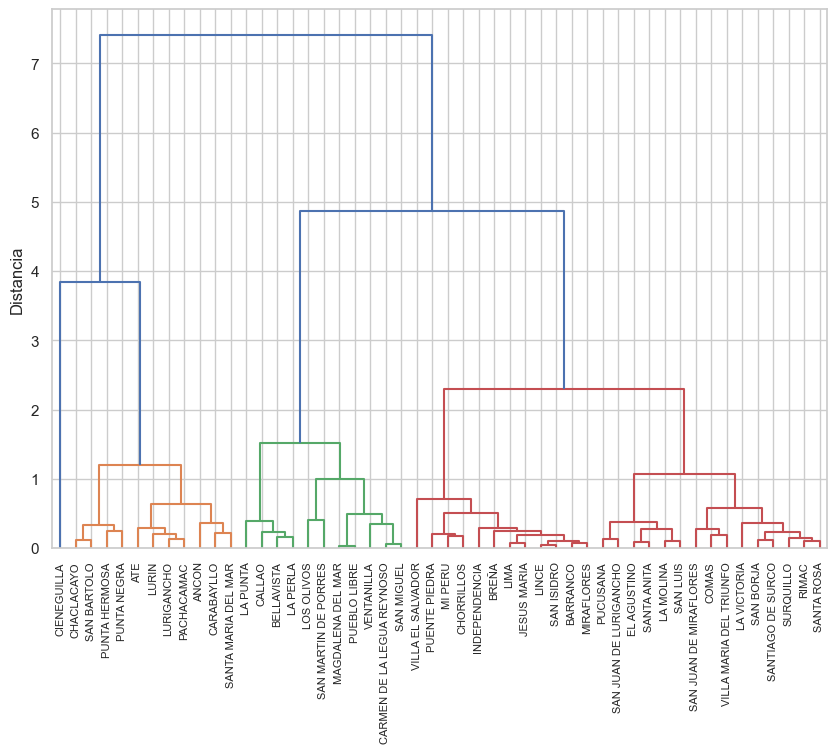 7
6
5
4
3
2
1
0
Distancia
CIENEGUILLA
CHACLACAYO
SAN BARTOLO
PUNTA HERMOSA
PUNTA NEGRA
ATE
LURIN
LURIGANCHO
PACHACAMAC
ANCON
CARABAYLLO
SANTA MARIA DEL MAR
LA PUNTA
CALLAO
BELLAVISTA
LA PERLA
LOS OLIVOS
SAN MARTIN DE PORRES
MAGDALENA DEL MAR
PUEBLO LIBRE
VENTANILLA
CARMEN DE LA LEGUA REYNOSO
SAN MIGUEL
VILLA EL SALVADOR
PUENTE PIEDRA
MI PERU
CHORRILLOS
INDEPENDENCIA
BREÑA
LIMA
JESUS MARIA
LINCE
SAN ISIDRO
BARRANCO
MIRAFLORES
PUCUSANA
SAN JUAN DE LURIGANCHO
EL AGUSTINO
SANTA ANITA
LA MOLINA
SAN LUIS
SAN JUAN DE MIRAFLORES
COMAS
VILLA MARIA DEL TRIUNFO
LA VICTORIA
SAN BORJA
SANTIAGO DE SURCO
SURQUILLO
RIMAC
SANTA ROSA